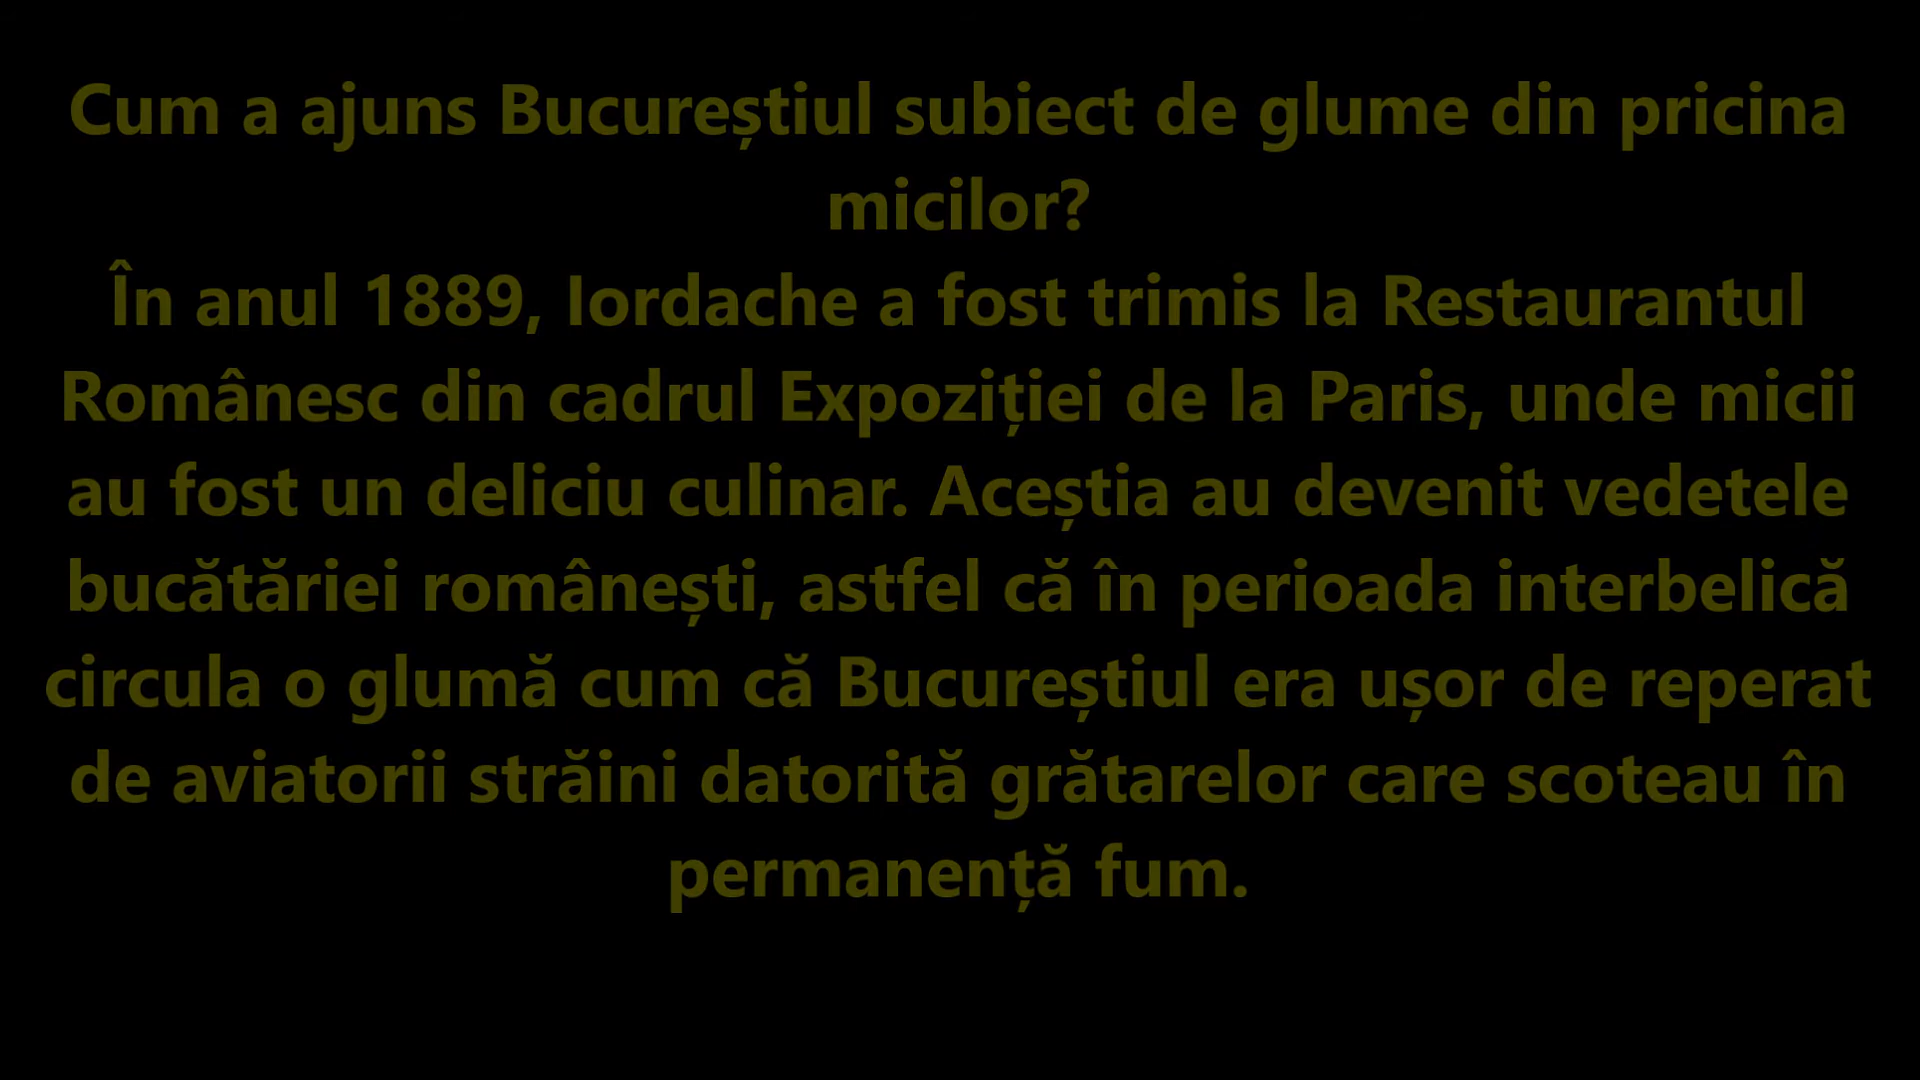 Cum a ajuns Bucureștiul subiect de glume din pricina
micilor?
În anul 1889, Iordache a fost trimis la Restaurantul
Românesc din cadrul Expoziției de la Paris, unde micii
au fost un deliciu culinar. Aceștia au devenit vedetele
bucătăriei românești, astfel că în perioada interbelică
circula o glumă cum că Bucureștiul era ușor de reperat
de aviatorii străini datorită grătarelor care scoteau în
permanență fum.